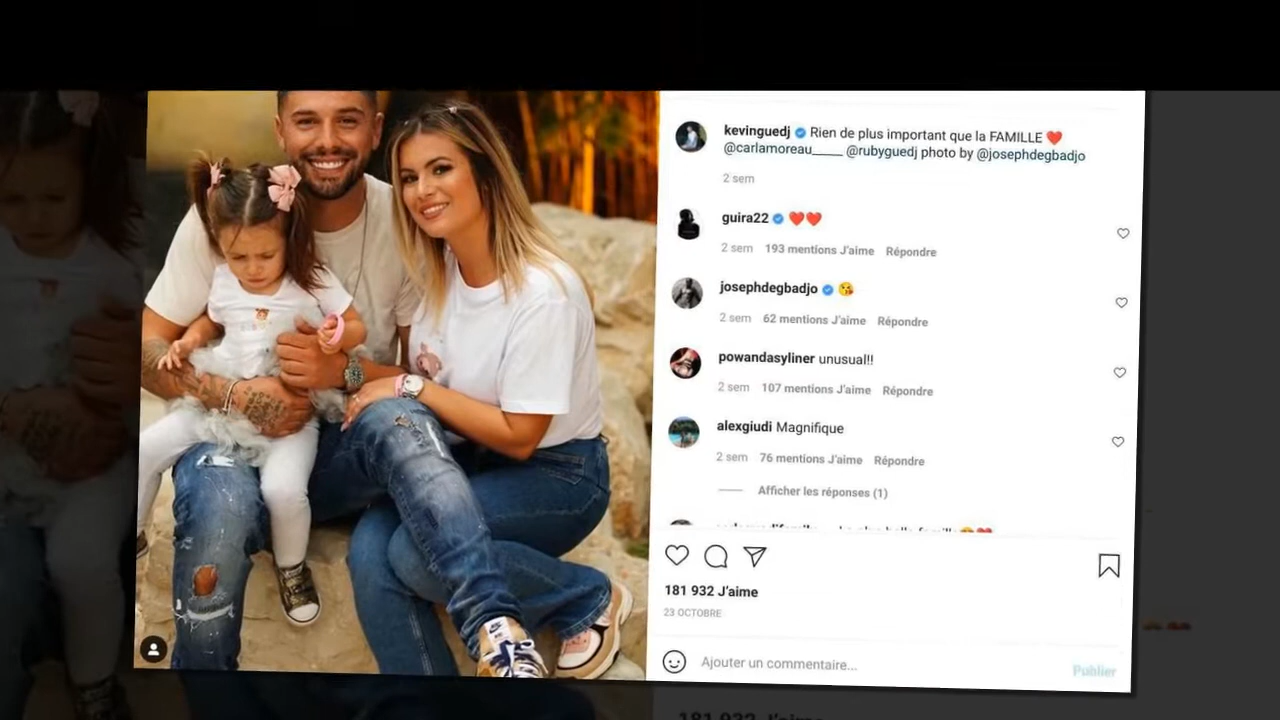 kevinguedj Rien de plus important que la FAMILLE ❤️
@carlamoreau_____ @rubyguedj photo by @josephdegbadjo
2 sem
guira22 ❤️❤️
2 sem 193 mentions J'aime Répondre
josephdegbadjo 😘
2 sem 62 mentions J'aime Répondre
powandasyliner unusual!!
2 sem 107 mentions J'aime Répondre
alexgiudi Magnifique
2 sem 76 mentions J'aime Répondre
Afficher les réponses (1)
181 932 J'aime
23 OCTOBRE
Ajouter un commentaire...
Publier
181 932 J'aime